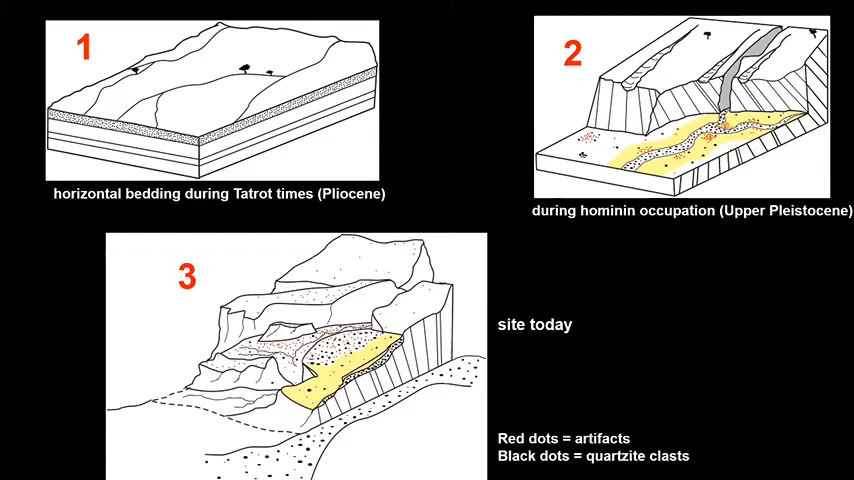 1
horizontal bedding during Tatrot times (Pliocene)
2
during hominin occupation (Upper Pleistocene)
3
site today
Red dots = artifacts
Black dots = quartzite clasts